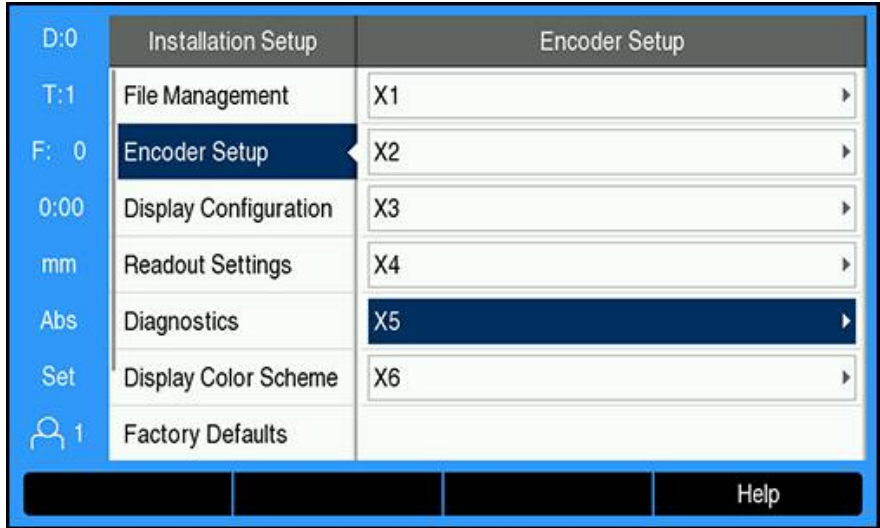 D:0
T:1
F: 0
0:00
mm
Abs
Set
1
Installation Setup
File Management
Encoder Setup
Display Configuration
Readout Settings
Diagnostics
Display Color Scheme
Factory Defaults
Encoder Setup
X1
X2
X3
X4
X5
X6
Help